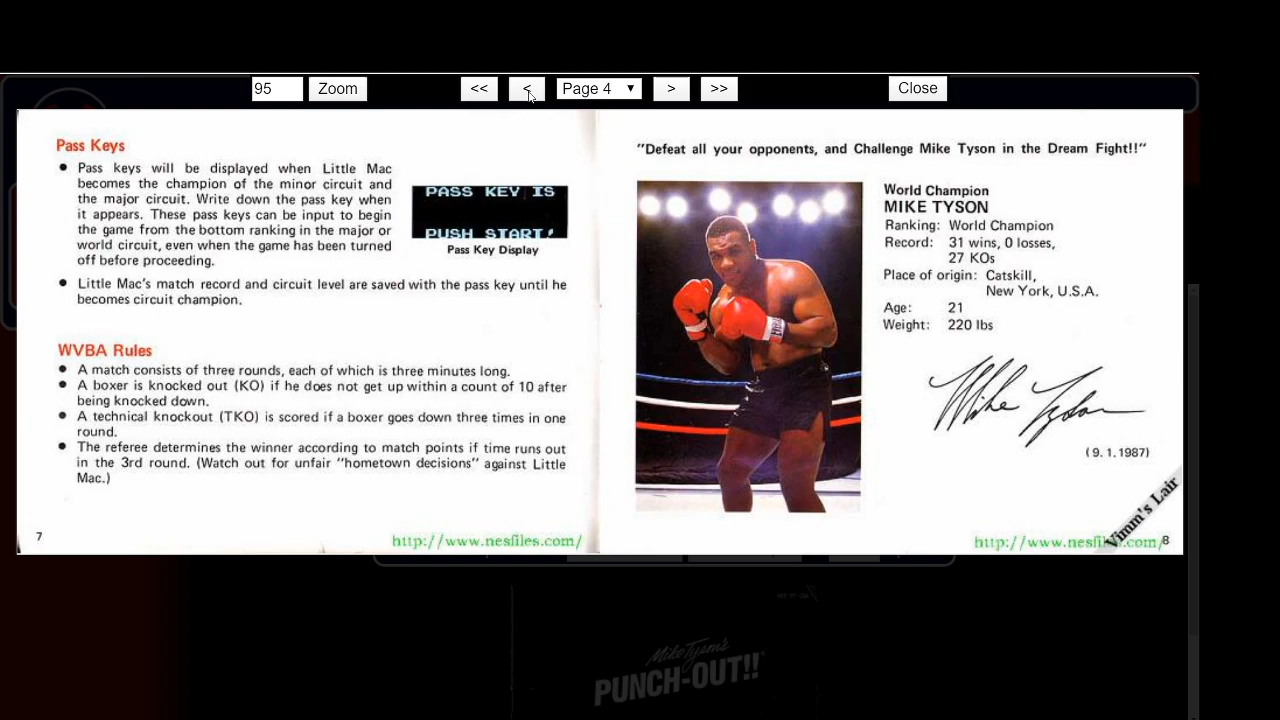 95
Zoom
<<
<
Page 4
>
>>
Close
Pass Keys
Pass keys will be displayed when Little Mac
becomes the champion of the minor circuit and
the major circuit. Write down the pass key when
it appears. These pass keys can be input to begin
the game from the bottom ranking in the major or
world circuit, even when the game has been turned
off before proceeding.
PASS KEY IS
PUSH START!
Pass Key Display
Little Mac's match record and circuit level are saved with the pass key until he
becomes circuit champion.
WVBA Rules
A match consists of three rounds, each of which is three minutes long.
A boxer is knocked out (KO) if he does not get up within a count of 10 after
being knocked down.
A technical knockout (TKO) is scored if a boxer goes down three times in one
round.
The referee determines the winner according to match points if time runs out
in the 3rd round. (Watch out for unfair "hometown decisions" against Little
Mac.)
7
http://www.nesfiles.com/
"Defeat all your opponents, and Challenge Mike Tyson in the Dream Fight!!"
World Champion
MIKE TYSON
Ranking: World Champion
Record: 31 wins, 0 losses,
27 KOs
Place of origin: Catskill,
New York, U.S.A.
Age: 21
Weight: 220 lbs
Mike Tyson
(9.1.1987)
Vimm's Lair
8
Mike Tyson's
PUNCH-OUT!!